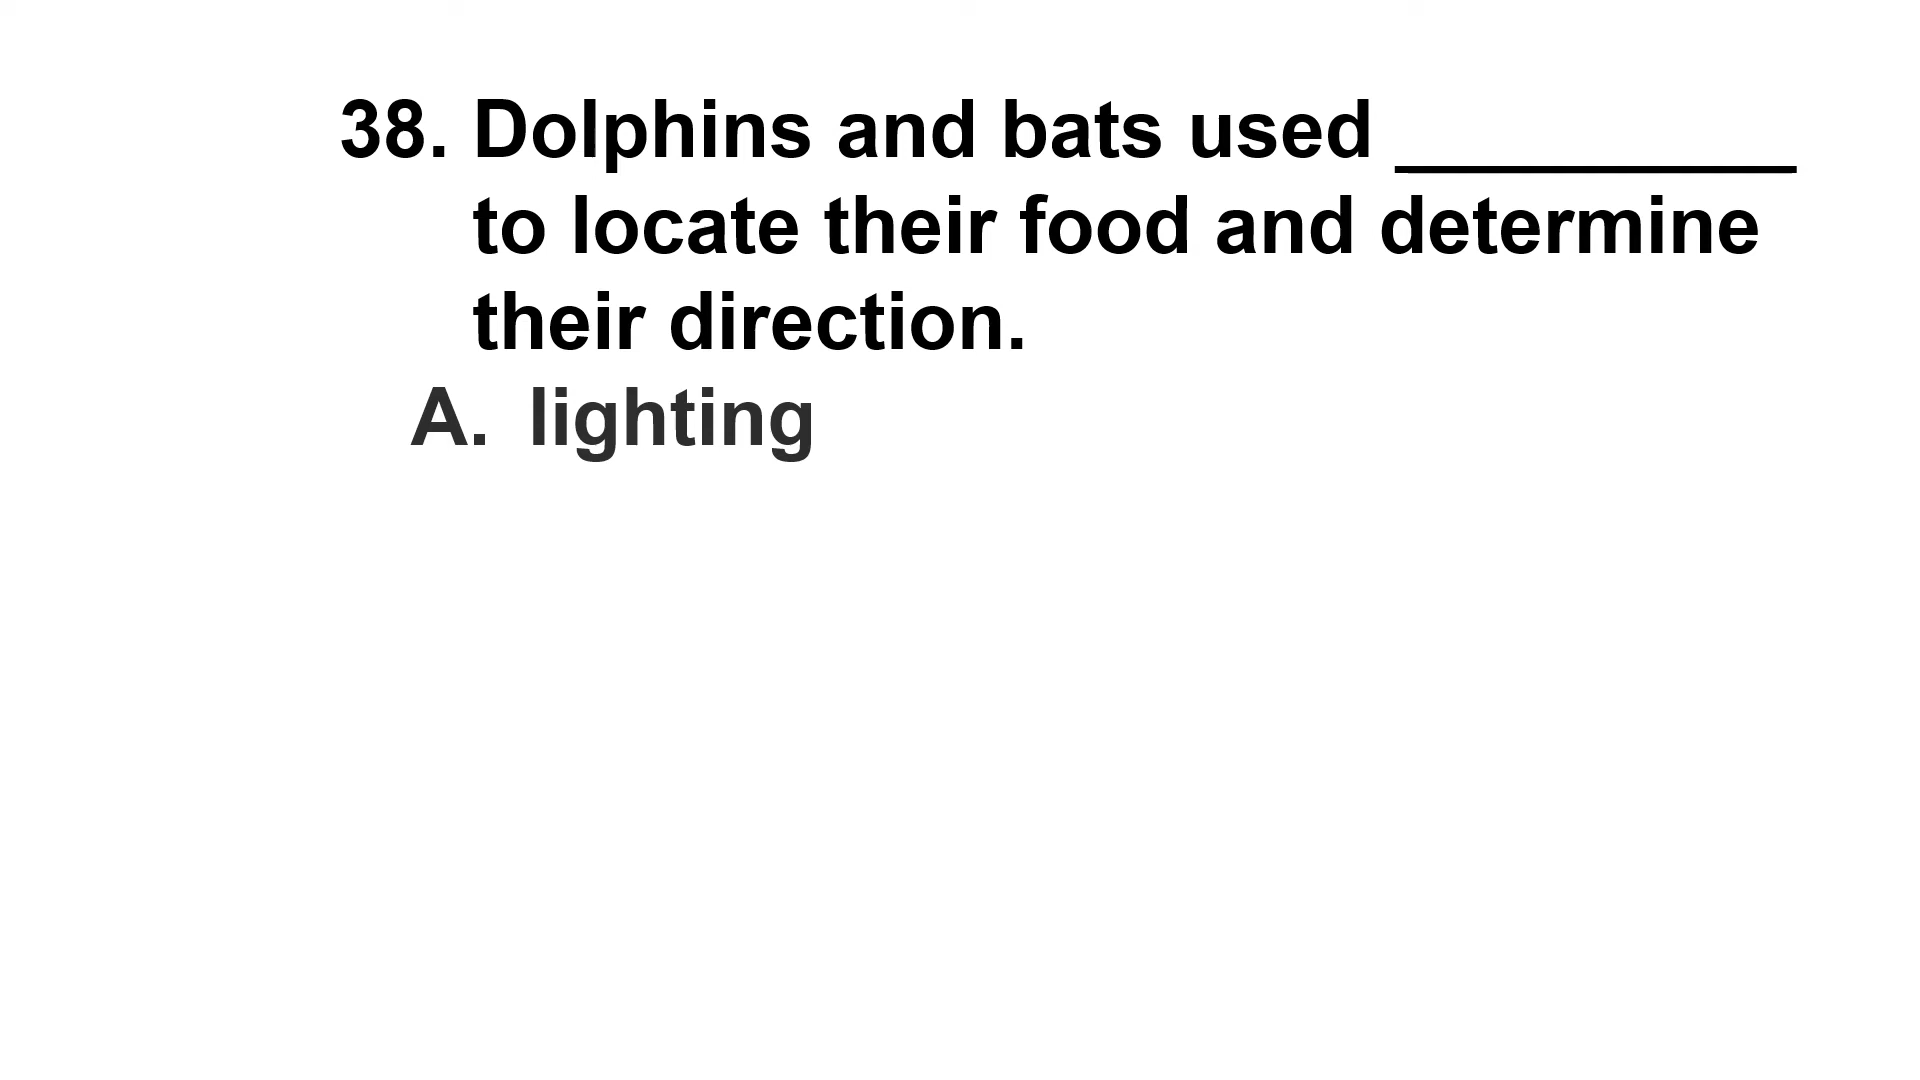 38. Dolphins and bats used __________
to locate their food and determine
their direction.
A. lighting